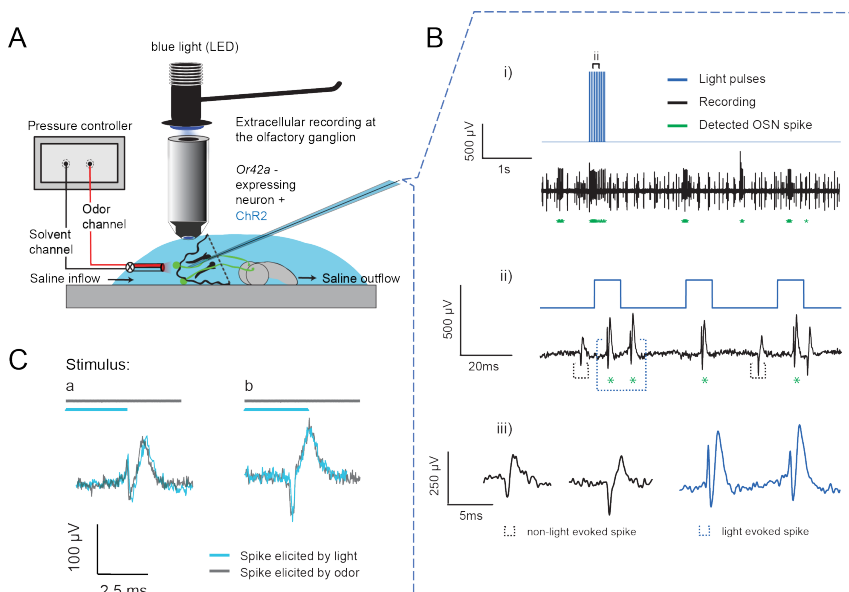 A
blue light (LED)
Pressure controller
Extracellular recording at
the olfactory ganglion
Or42a -
expressing
neuron +
ChR2
Odor
channel
Solvent
channel
Saline inflow
Saline outflow
B
i)
ii
Light pulses
Recording
Detected OSN spike
500 µV
1s
*
*
ii)
500 µV
20ms
* * * *
iii)
250 µV
5ms
non-light evoked spike
light evoked spike
C
Stimulus:
a
b
100 µV
2.5 ms
Spike elicited by light
Spike elicited by odor